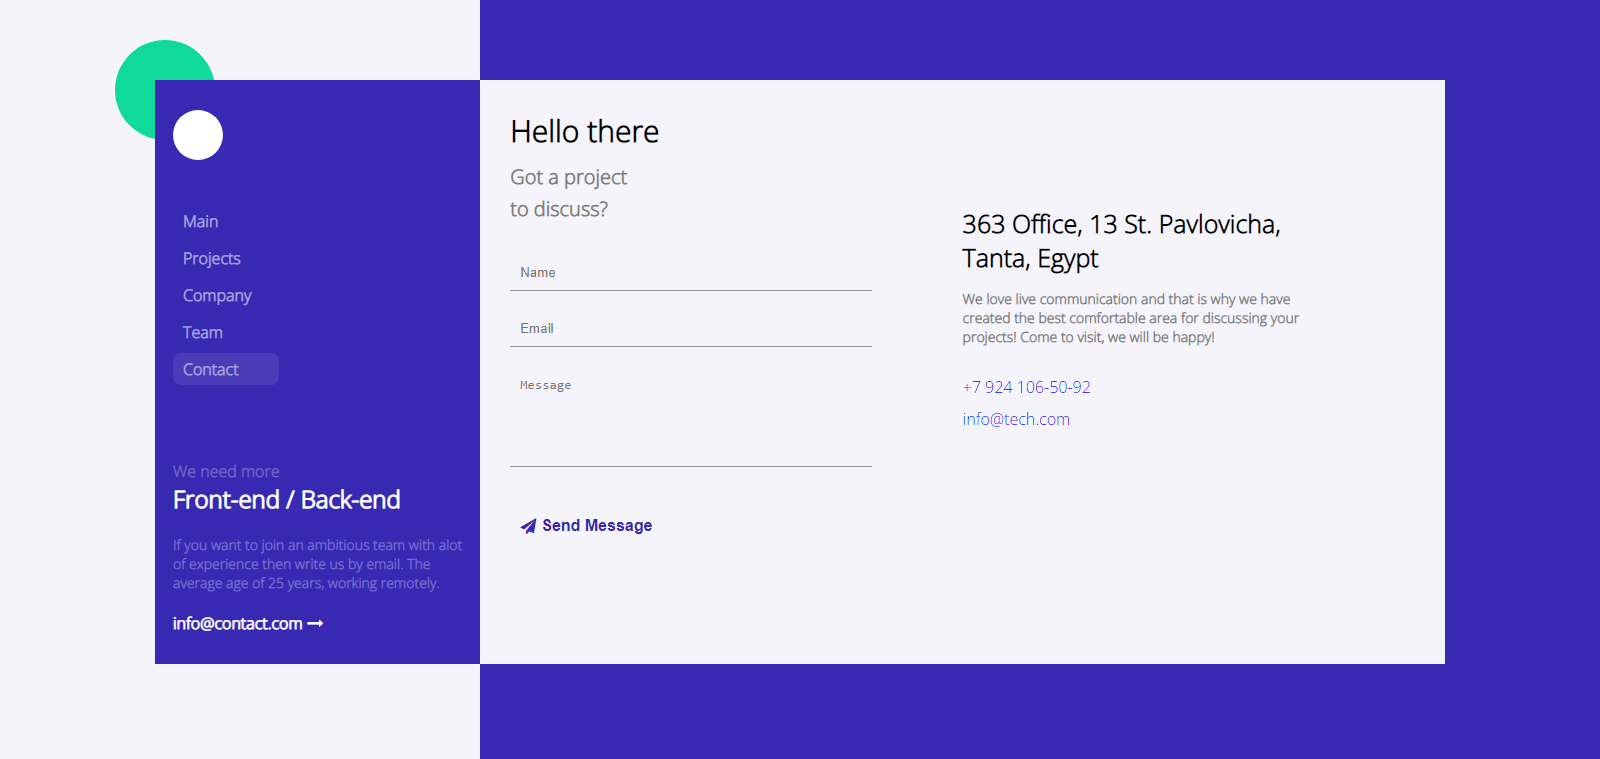 Main
Projects
Company
Team
Contact
We need more
Front-end / Back-end
If you want to join an ambitious team with alot
of experience then write us by email. The
average age of 25 years, working remotely.
info@contact.com
Hello there
Got a project
to discuss?
Name
Email
Message
Send Message
363 Office, 13 St. Pavlovicha,
Tanta, Egypt
We love live communication and that is why we have
created the best comfortable area for discussing your
projects! Come to visit, we will be happy!
+7 924 106-50-92
info@tech.com